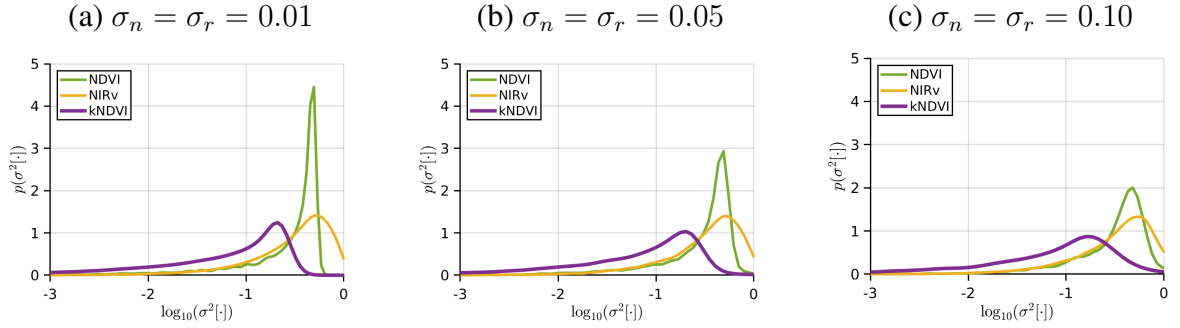 (a) σₙ = σᵣ = 0.01
5
4
3
2
1
0
p(σ²[·])
NDVI
NIRv
kNDVI
-3 -2 -1 0
log₁₀(σ²[·])
(b) σₙ = σᵣ = 0.05
5
4
3
2
1
0
p(σ²[·])
NDVI
NIRv
kNDVI
-3 -2 -1 0
log₁₀(σ²[·])
(c) σₙ = σᵣ = 0.10
5
4
3
2
1
0
p(σ²[·])
NDVI
NIRv
kNDVI
-3 -2 -1 0
log₁₀(σ²[·])